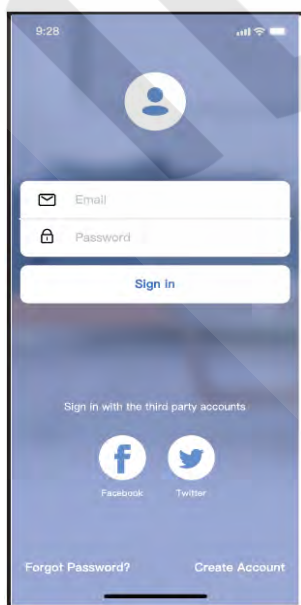 9:28
Email
Password
Sign in
Sign in with the third party accounts
Facebook Twitter
Forgot Password? Create Account